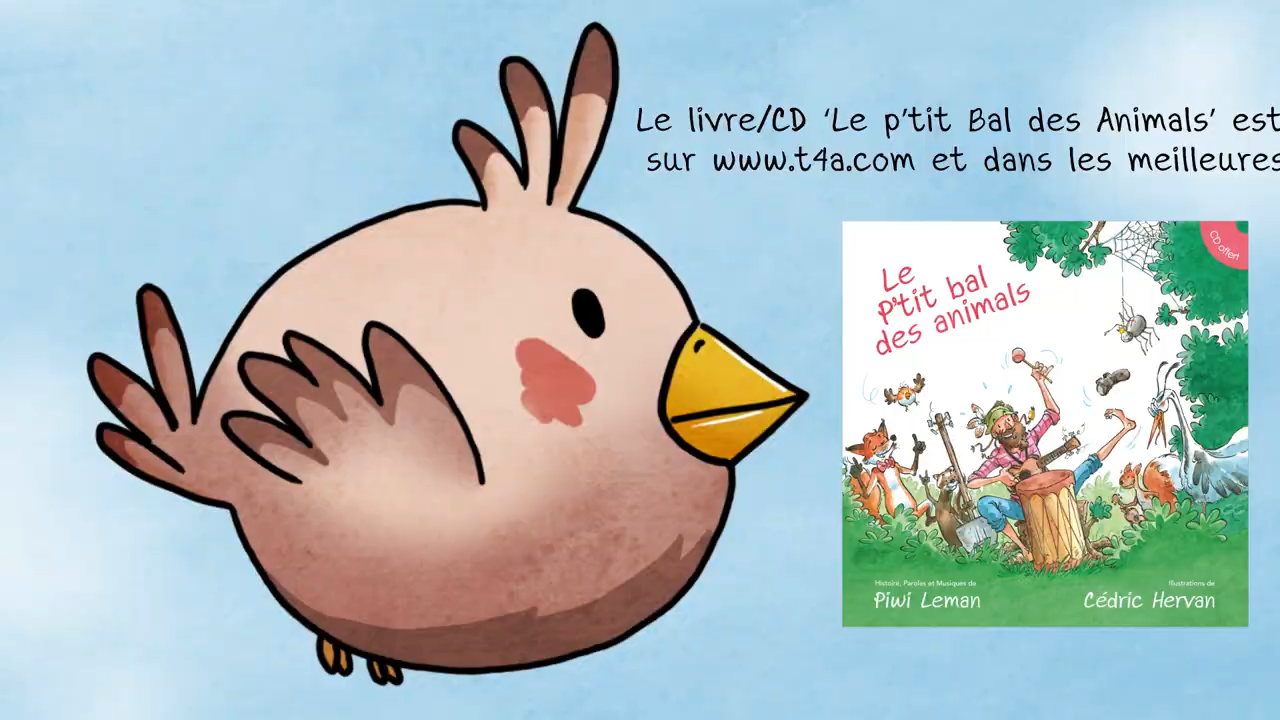 Le livre/CD 'Le p'tit Bal des Animals' est
sur www.t4a.com et dans les meilleures
CD offert
Le
P'tit bal
des animals
Histoire, Paroles et Musiques de
Piwi Leman
Illustrations de
Cédric Hervan